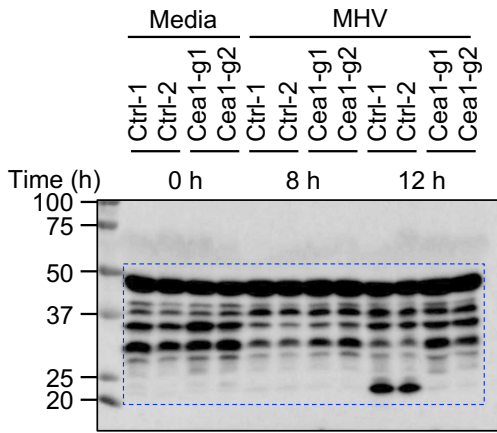 Media MHV
Ctrl-1 Ctrl-2 Cea1-g1 Cea1-g2 Ctrl-1 Ctrl-2 Cea1-g1 Cea1-g2 Ctrl-1 Ctrl-2 Cea1-g1 Cea1-g2
Time (h) 0 h 8 h 12 h
100
75
50
37
25
20